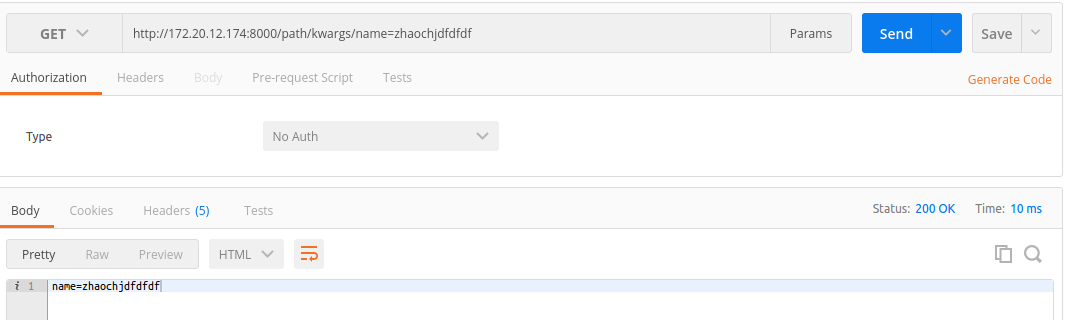 GET http://172.20.12.174:8000/path/kwargs/name=zhaochjdfdfdf Params Send Save
Authorization Headers Body Pre-request Script Tests Generate Code
Type No Auth
Body Cookies Headers (5) Tests Status: 200 OK Time: 10 ms
Pretty Raw Preview HTML
i 1 name=zhaochjdfdfdf